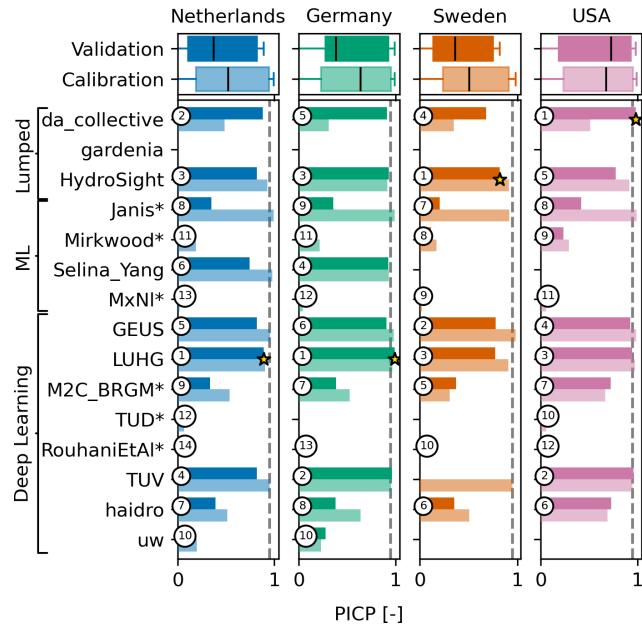 Netherlands Germany Sweden USA
Validation
Calibration
Lumped
ML
Deep Learning
da_collective 2 5 4 1
gardenia
HydroSight 3 3 1 5
Janis* 8 9 7 8
Mirkwood* 11 11 8 9
Selina_Yang 6 4
MxNl* 13 12 9 11
GEUS 5 6 2 4
LUHG 1 1 3 3
M2C_BRGM* 9 7 5 7
TUD* 12 10
RouhaniEtAl* 14 13 10 12
TUV 4 2 2
haidro 7 8 6 6
uw 10 10
0 1 0 1 0 1 0 1
PICP [-]